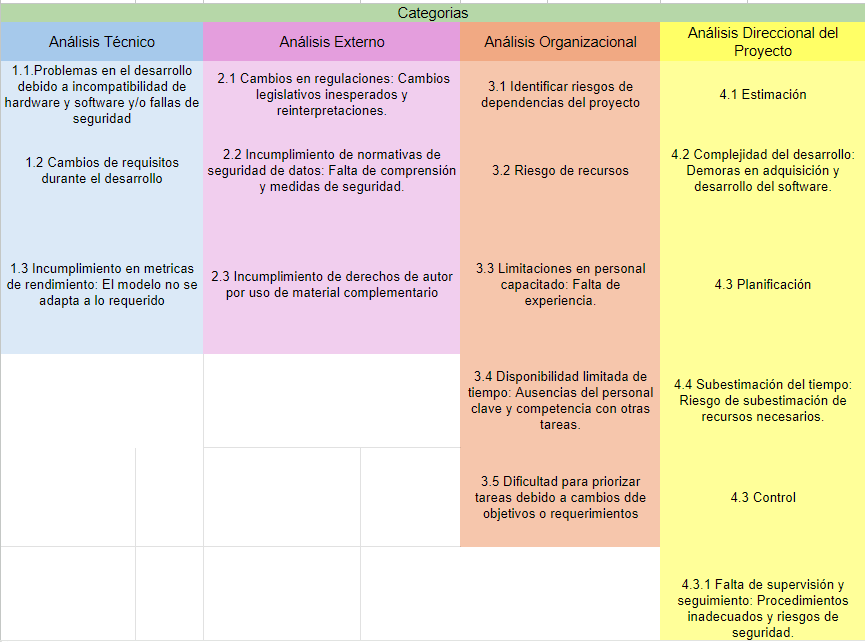 Categorias
Análisis Técnico
1.1.Problemas en el desarrollo
debido a incompatibilidad de
hardware y software y/o fallas de
seguridad
1.2 Cambios de requisitos
durante el desarrollo
1.3 Incumplimiento en metricas
de rendimiento: El modelo no se
adapta a lo requerido
Análisis Externo
2.1 Cambios en regulaciones: Cambios
legislativos inesperados y
reinterpretaciones.
2.2 Incumplimiento de normativas de
seguridad de datos: Falta de comprensión
y medidas de seguridad.
2.3 Incumplimiento de derechos de autor
por uso de material complementario
Análisis Organizacional
3.1 Identificar riesgos de
dependencias del proyecto
3.2 Riesgo de recursos
3.3 Limitaciones en personal
capacitado: Falta de
experiencia.
3.4 Disponibilidad limitada de
tiempo: Ausencias del personal
clave y competencia con otras
tareas.
3.5 Dificultad para priorizar
tareas debido a cambios dde
objetivos o requerimientos
Análisis Direccional del
Proyecto
4.1 Estimación
4.2 Complejidad del desarrollo:
Demoras en adquisición y
desarrollo del software.
4.3 Planificación
4.4 Subestimación del tiempo:
Riesgo de subestimación de
recursos necesarios.
4.3 Control
4.3.1 Falta de supervisión y
seguimiento: Procedimientos
inadecuados y riesgos de
seguridad.